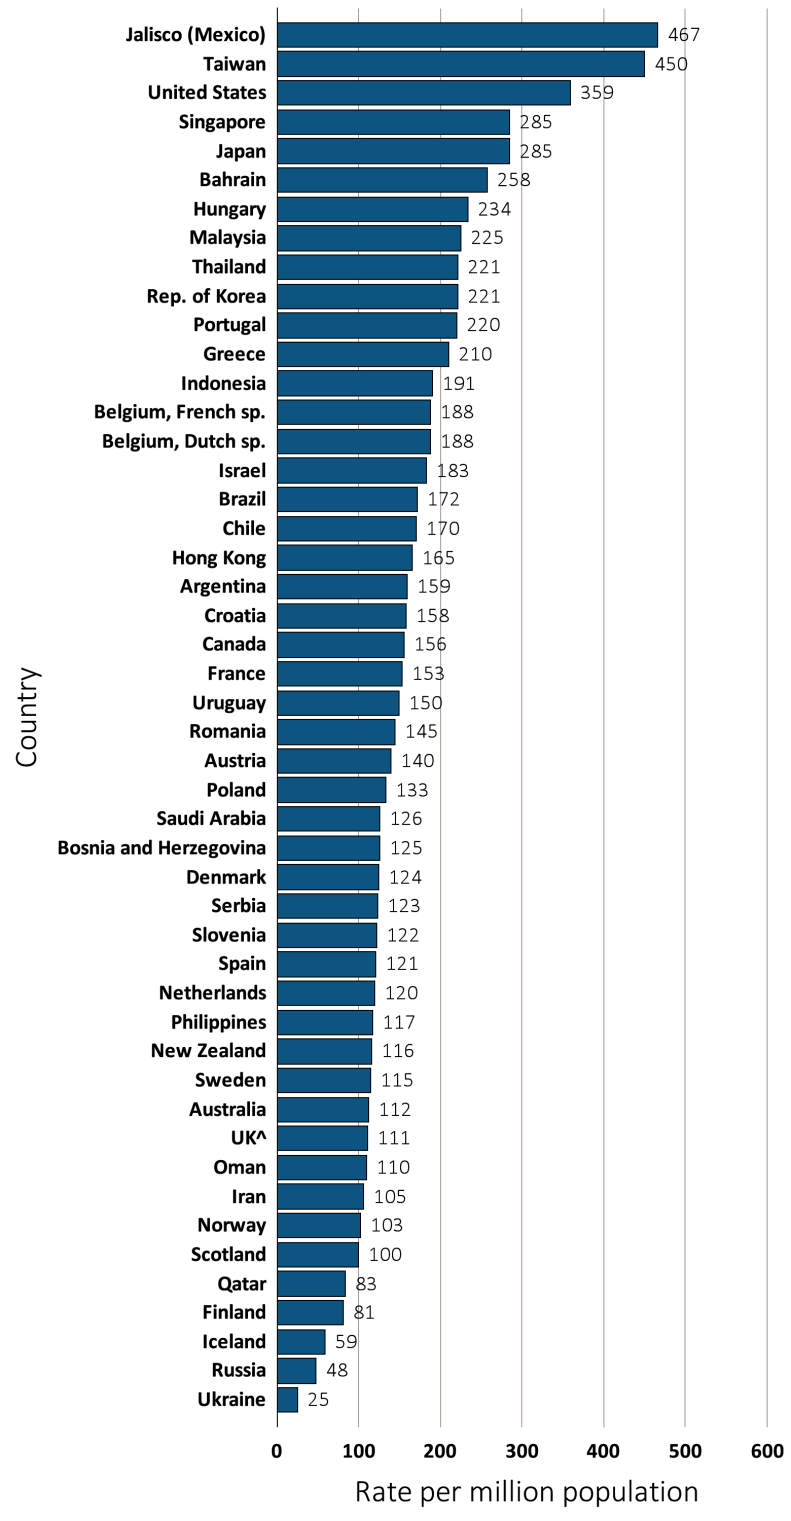 Jalisco (Mexico) 467
Taiwan 450
United States 359
Singapore 285
Japan 285
Bahrain 258
Hungary 234
Malaysia 225
Thailand 221
Rep. of Korea 221
Portugal 220
Greece 210
Indonesia 191
Belgium, French sp. 188
Belgium, Dutch sp. 188
Israel 183
Brazil 172
Chile 170
Hong Kong 165
Argentina 159
Croatia 158
Canada 156
France 153
Uruguay 150
Romania 145
Austria 140
Poland 133
Saudi Arabia 126
Bosnia and Herzegovina 125
Denmark 124
Serbia 123
Slovenia 122
Spain 121
Netherlands 120
Philippines 117
New Zealand 116
Sweden 115
Australia 112
UK^ 111
Oman 110
Iran 105
Norway 103
Scotland 100
Qatar 83
Finland 81
Iceland 59
Russia 48
Ukraine 25
Country
0 100 200 300 400 500 600
Rate per million population